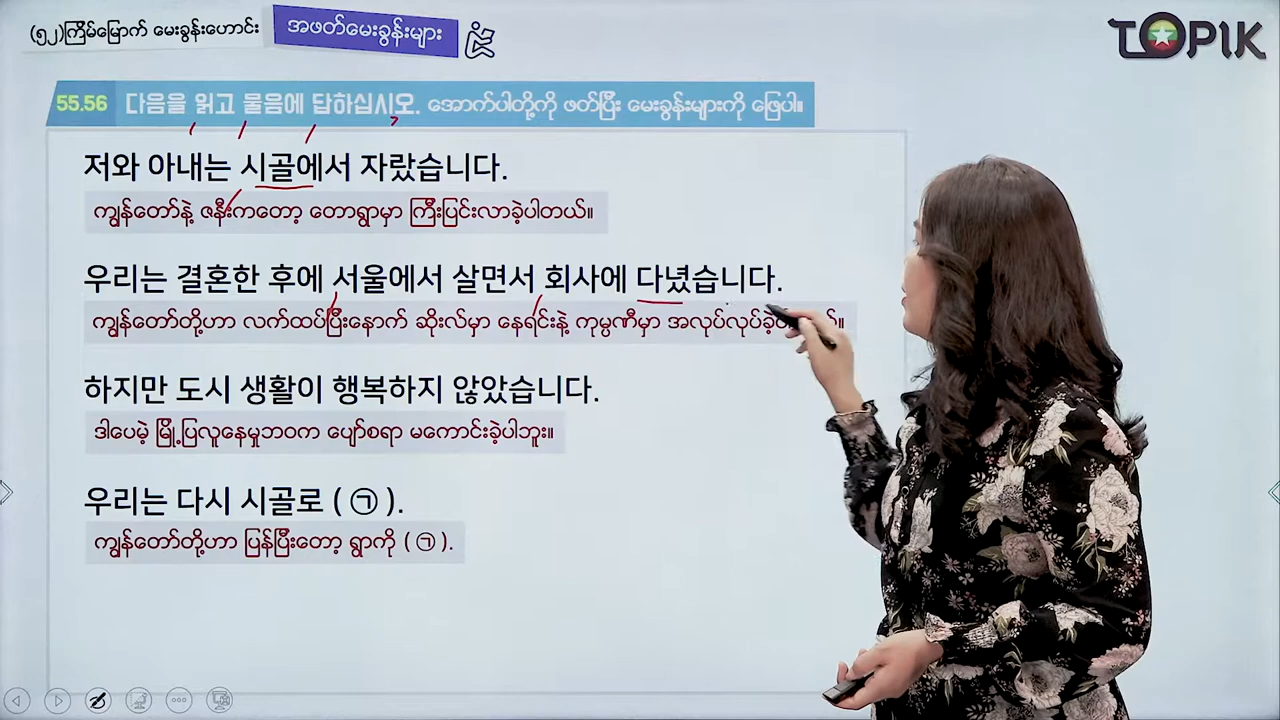 (၅၂)ကြိမ်မြောက် မေးခွန်းဟောင်း
အဖတ်မေးခွန်းများ
TOPIK
55.56 다음을 읽고 물음에 답하십시오. အောက်ပါတို့ကို ဖတ်ပြီး မေးခွန်းများကို ဖြေပါ။
저와 아내는 시골에서 자랐습니다.
ကျွန်တော်နဲ့ ဇနီးကတော့ တောရွာမှာ ကြီးပြင်းလာခဲ့ပါတယ်။
우리는 결혼한 후에 서울에서 살면서 회사에 다녔습니다.
ကျွန်တော်တို့ဟာ လက်ထပ်ပြီးနောက် ဆိုးလ်မှာ နေရင်းနဲ့ ကုမ္ပဏီမှာ
하지만 도시 생활이 행복하지 않았습니다.
ဒါပေမဲ့ မြို့ပြလူနေမှုဘဝက ပျော်စရာ မကောင်းခဲ့ပါဘူး။
우리는 다시 시골로 ( ㉠ ).
ကျွန်တော်တို့ဟာ ပြန်ပြီးတော့ ရွာကို ( ㉠ ).